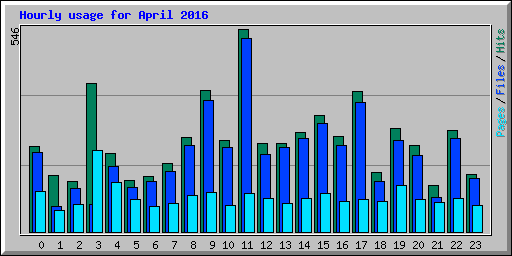 Hourly usage for April 2016
546
Pages / Files / Hits
0 1 2 3 4 5 6 7 8 9 10 11 12 13 14 15 16 17 18 19 20 21 22 23